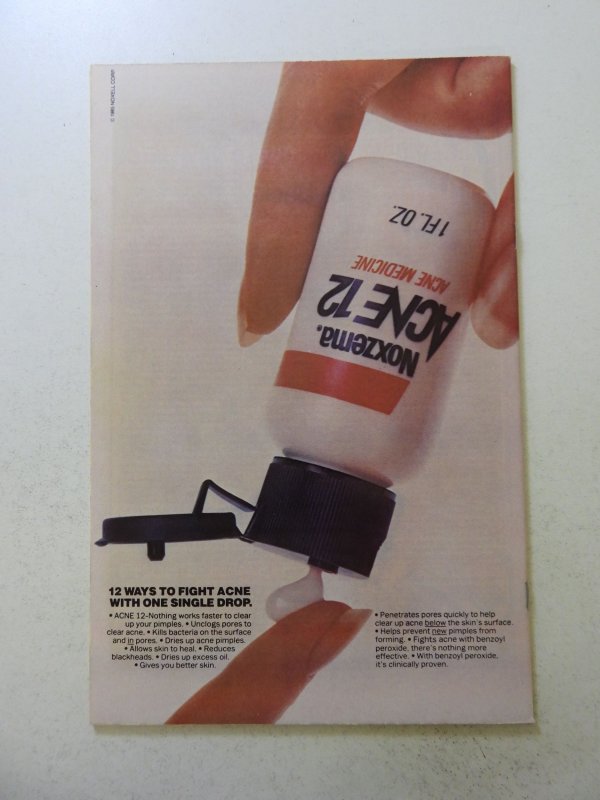 © 1985 NOXELL CORP.
1 FL. OZ.
ACNE MEDICINE
ACNE 12
Noxzema.
12 WAYS TO FIGHT ACNE
WITH ONE SINGLE DROP.
• ACNE 12–Nothing works faster to clear
up your pimples. • Unclogs pores to
clear acne. • Kills bacteria on the surface
and in pores. • Dries up acne pimples.
• Allows skin to heal. • Reduces
blackheads. • Dries up excess oil.
• Gives you better skin.
• Penetrates pores quickly to help
clear up acne below the skin's surface.
• Helps prevent new pimples from
forming. • Fights acne with benzoyl
peroxide, there's nothing more
effective. • With benzoyl peroxide,
it's clinically proven.